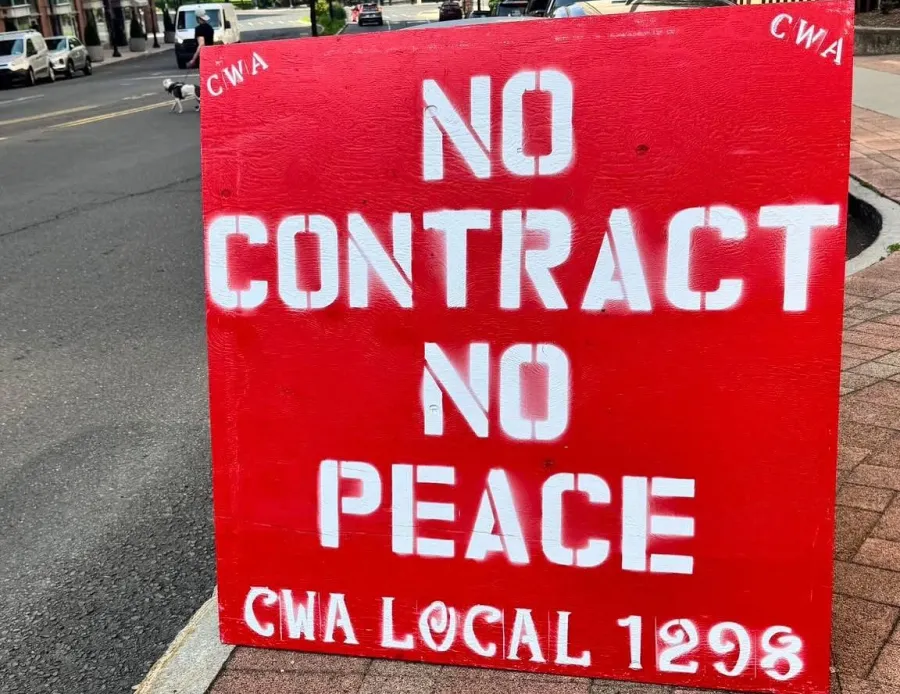 CWA
CWA
NO
CONTRACT
NO
PEACE
CWA LOCAL 1298